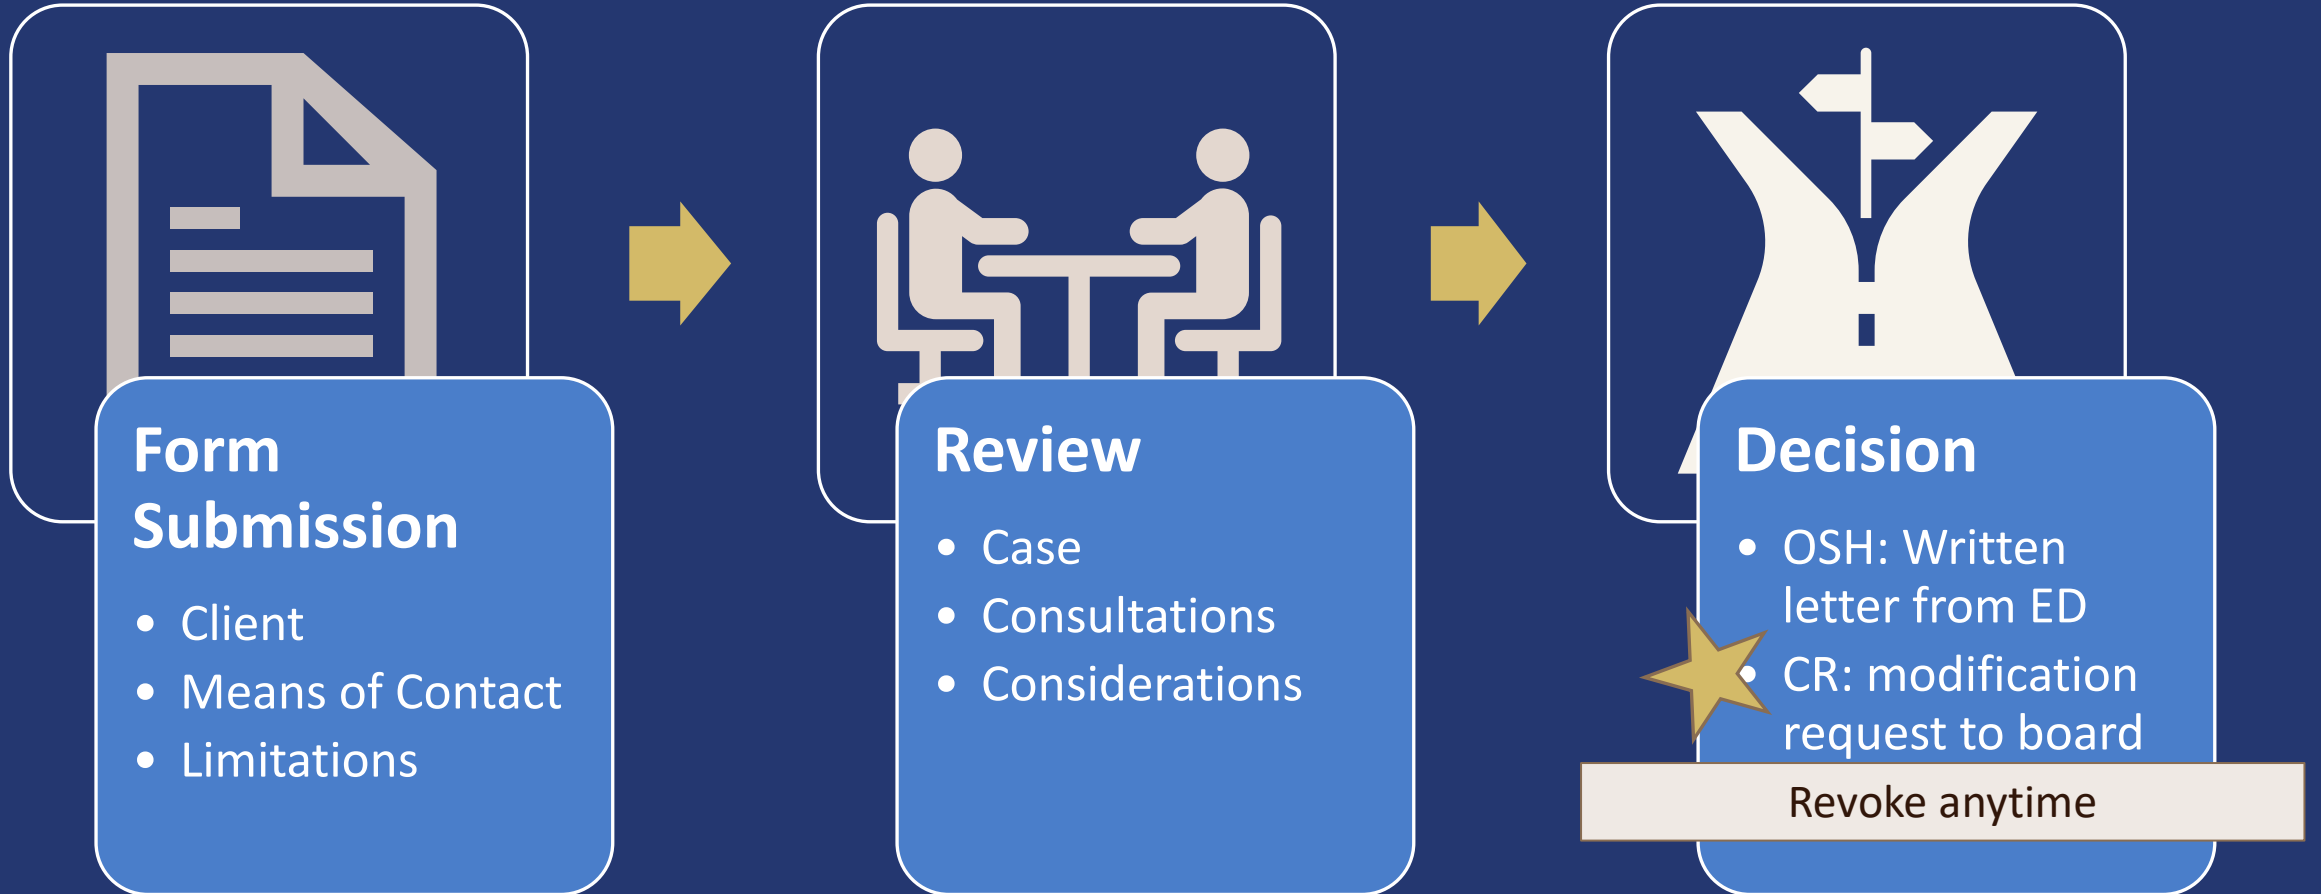 Form
Submission
• Client
• Means of Contact
• Limitations
Review
• Case
• Consultations
• Considerations
Decision
• OSH: Written
letter from ED
• CR: modification
request to board
Revoke anytime